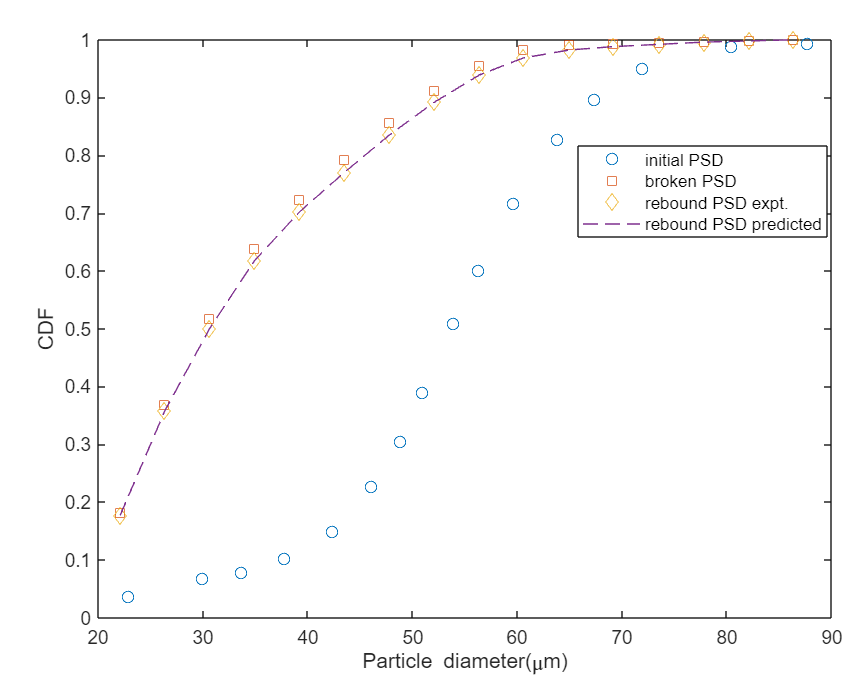 1
0.9
0.8
0.7
0.6
0.5
0.4
0.3
0.2
0.1
0
CDF
initial PSD
broken PSD
rebound PSD expt.
rebound PSD predicted
20 30 40 50 60 70 80 90
Particle diameter(μm)